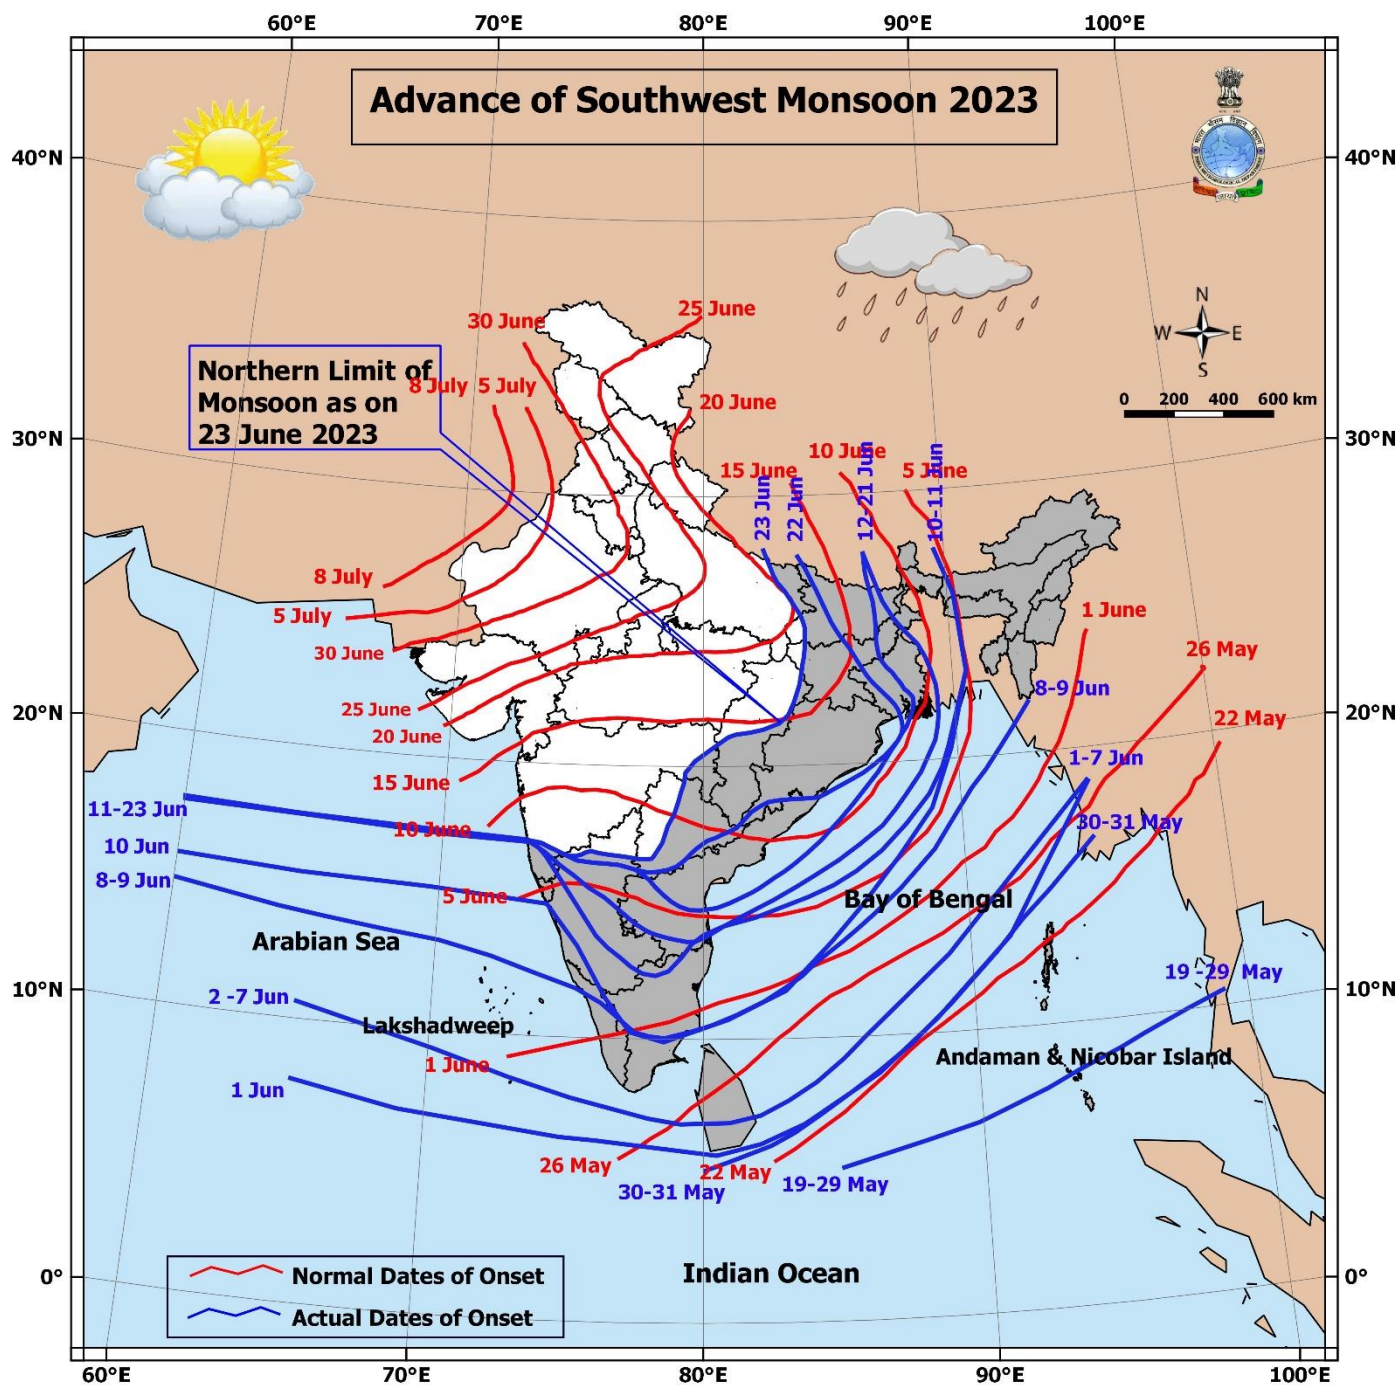 60°E 70°E 80°E 90°E 100°E
Advance of Southwest Monsoon 2023
40°N 40°N
N
W E
S
0 200 400 600 km
25 June
30 June
Northern Limit of
Monsoon as on
23 June 2023
8 July 5 July
20 June
30°N 30°N
10 June
15 June
5 June
23 Jun
22 Jun
12-21 Jun
10-11 Jun
8 July
5 July
30 June
1 June
26 May
25 June
8-9 Jun
20°N 20°N
22 May
20 June
1-7 Jun
15 June
11-23 Jun
10 June
30-31 May
10 Jun
8-9 Jun
5 June
Bay of Bengal
Arabian Sea
19 -29 May
10°N 10°N
2 -7 Jun
Lakshadweep
Andaman & Nicobar Island
1 June
1 Jun
26 May
22 May
19-29 May
30-31 May
Indian Ocean
0° 0°
Normal Dates of Onset
Actual Dates of Onset
60°E 70°E 80°E 90°E 100°E